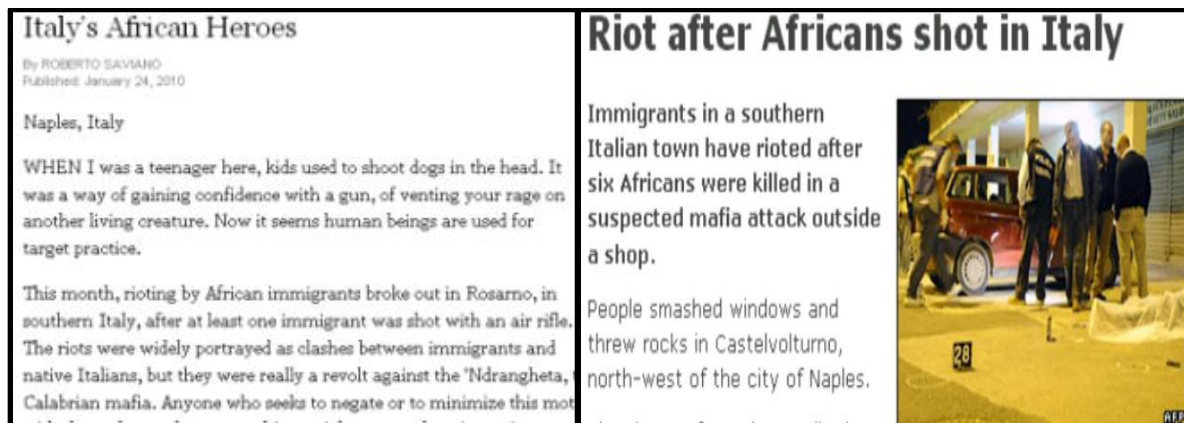 Italy's African Heroes
By ROBERTO SAVIANO
Published: January 24, 2010
Naples, Italy
WHEN I was a teenager here, kids used to shoot dogs in the head. It
was a way of gaining confidence with a gun, of venting your rage on
another living creature. Now it seems human beings are used for
target practice.
This month, rioting by African immigrants broke out in Rosarno, in
southern Italy, after at least one immigrant was shot with an air rifle.
The riots were widely portrayed as clashes between immigrants and
native Italians, but they were really a revolt against the 'Ndrangheta,
Calabrian mafia. Anyone who seeks to negate or to minimize this mot
Riot after Africans shot in Italy
Immigrants in a southern
Italian town have rioted after
six Africans were killed in a
suspected mafia attack outside
a shop.
People smashed windows and
threw rocks in Castelvolturno,
north-west of the city of Naples.
28
AFP